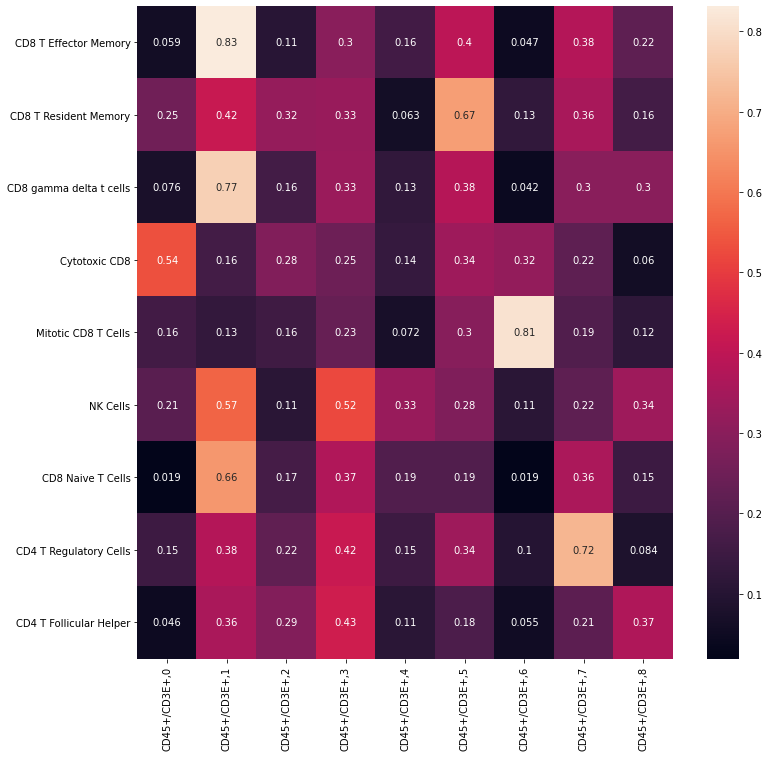 CD8 T Effector Memory 0.059 0.83 0.11 0.3 0.16 0.4 0.047 0.38 0.22
CD8 T Resident Memory 0.25 0.42 0.32 0.33 0.063 0.67 0.13 0.36 0.16
CD8 gamma delta t cells 0.076 0.77 0.16 0.33 0.13 0.38 0.042 0.3 0.3
Cytotoxic CD8 0.54 0.16 0.28 0.25 0.14 0.34 0.32 0.22 0.06
Mitotic CD8 T Cells 0.16 0.13 0.16 0.23 0.072 0.3 0.81 0.19 0.12
NK Cells 0.21 0.57 0.11 0.52 0.33 0.28 0.11 0.22 0.34
CD8 Naive T Cells 0.019 0.66 0.17 0.37 0.19 0.19 0.019 0.36 0.15
CD4 T Regulatory Cells 0.15 0.38 0.22 0.42 0.15 0.34 0.1 0.72 0.084
CD4 T Follicular Helper 0.046 0.36 0.29 0.43 0.11 0.18 0.055 0.21 0.37
CD45+/CD3E+,0
CD45+/CD3E+,1
CD45+/CD3E+,2
CD45+/CD3E+,3
CD45+/CD3E+,4
CD45+/CD3E+,5
CD45+/CD3E+,6
CD45+/CD3E+,7
CD45+/CD3E+,8
0.8
0.7
0.6
0.5
0.4
0.3
0.2
0.1